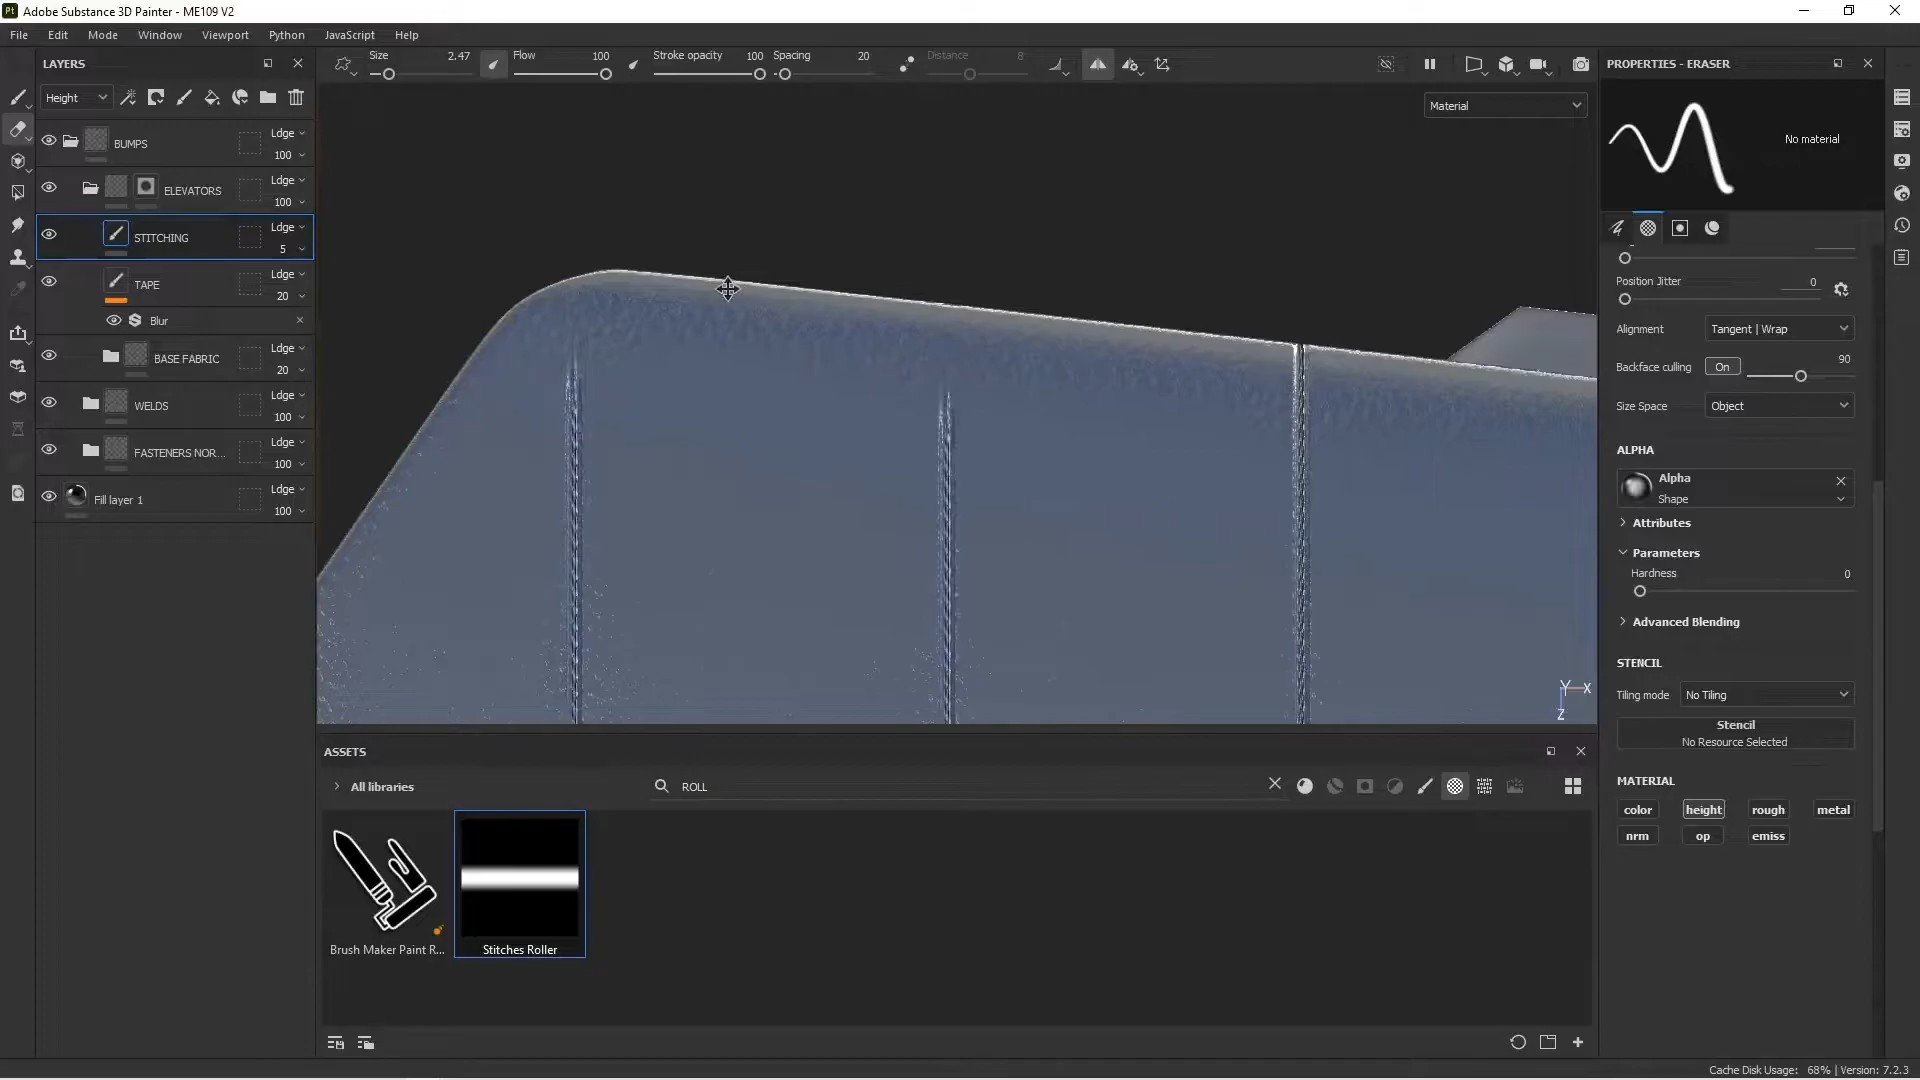 Pt Adobe Substance 3D Painter - ME109 V2
File Edit Mode Window Viewport Python JavaScript Help
LAYERS
Height
BUMPS
Ldge
100
ELEVATORS
Ldge
100
STITCHING
Ldge
5
TAPE
Ldge
20
Blur
BASE FABRIC
Ldge
20
WELDS
Ldge
100
FASTENERS NOR...
Ldge
100
Fill layer 1
Ldge
100
Size 2.47
Flow 100
Stroke opacity 100
Spacing 20
Distance 8
Material
Y X
Z
ASSETS
All libraries
ROLL
Brush Maker Paint R...
Stitches Roller
PROPERTIES - ERASER
No material
Position Jitter 0
Alignment Tangent | Wrap
Backface culling On 90
Size Space Object
ALPHA
Alpha
Shape
Attributes
Parameters
Hardness 0
Advanced Blending
STENCIL
Tiling mode No Tiling
Stencil
No Resource Selected
MATERIAL
color height rough metal
nrm op emiss
Cache Disk Usage: 68% | Version: 7.2.3